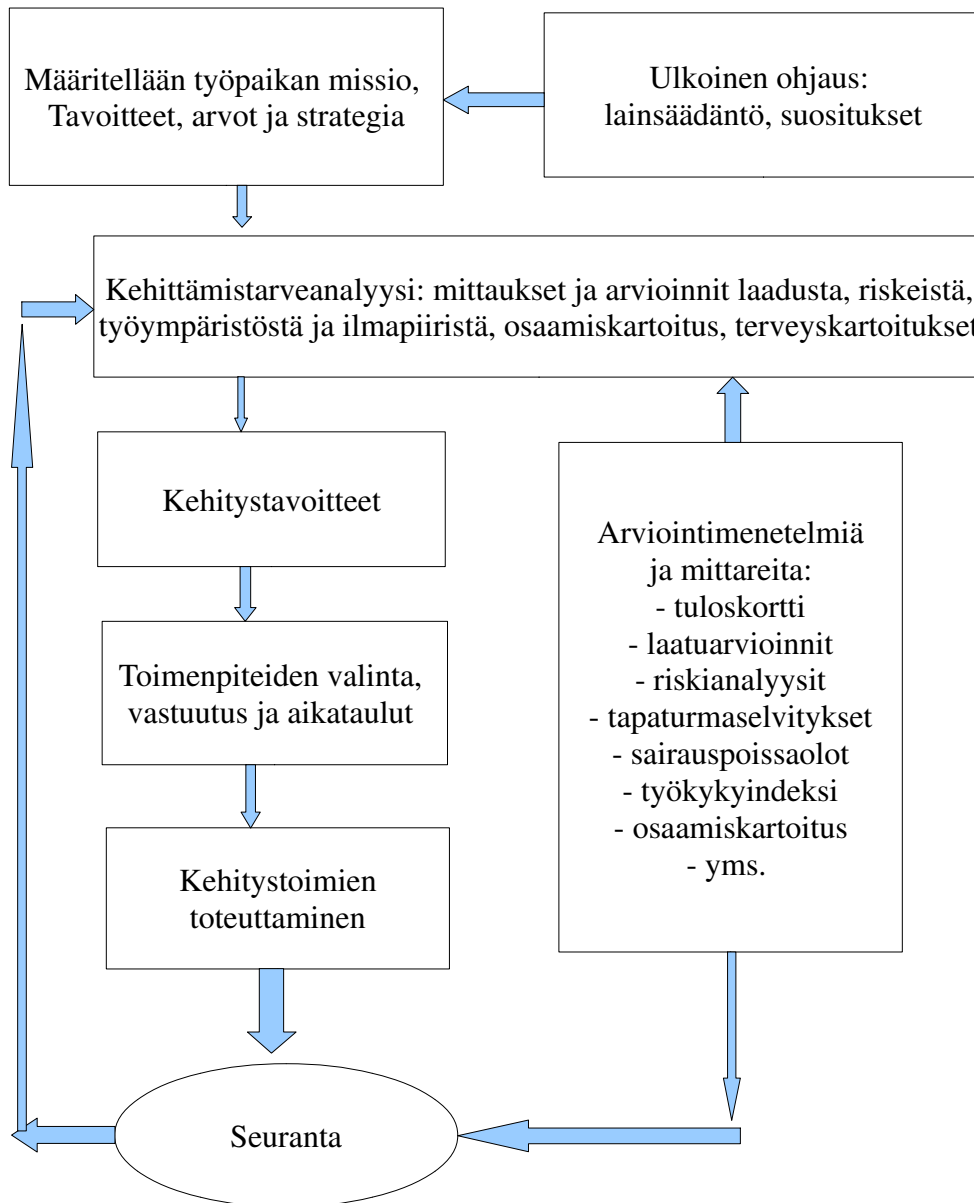 Määritellään työpaikan missio,
Tavoitteet, arvot ja strategia
Ulkoinen ohjaus:
lainsäädäntö, suositukset
Kehittämistarveanalyysi: mittaukset ja arvioinnit laadusta, riskeistä,
työympäristöstä ja ilmapiiristä, osaamiskartoitus, terveyskartoitukset
Kehitystavoitteet
Toimenpiteiden valinta,
vastuutus ja aikataulut
Kehitystoimien
toteuttaminen
Arviointimenetelmiä
ja mittareita:
- tuloskortti
- laatuarvioinnit
- riskianalyysit
- tapaturmaselvitykset
- sairauspoissaolot
- työkykyindeksi
- osaamiskartoitus
- yms.
Seuranta